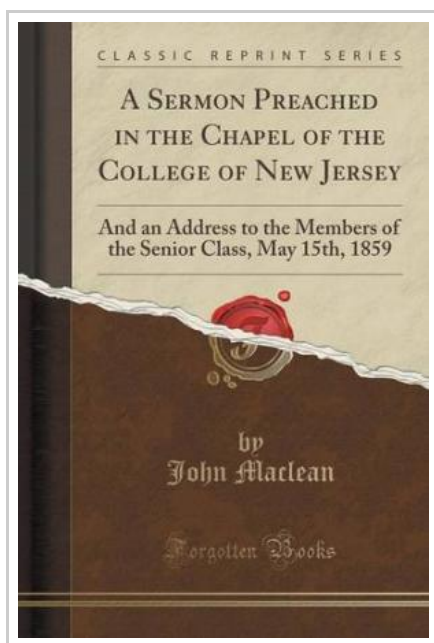 CLASSIC REPRINT SERIES
A SERMON PREACHED
IN THE CHAPEL OF THE
COLLEGE OF NEW JERSEY
And an Address to the Members of
the Senior Class, May 15th, 1859
by
John Maclean
Forgotten Books